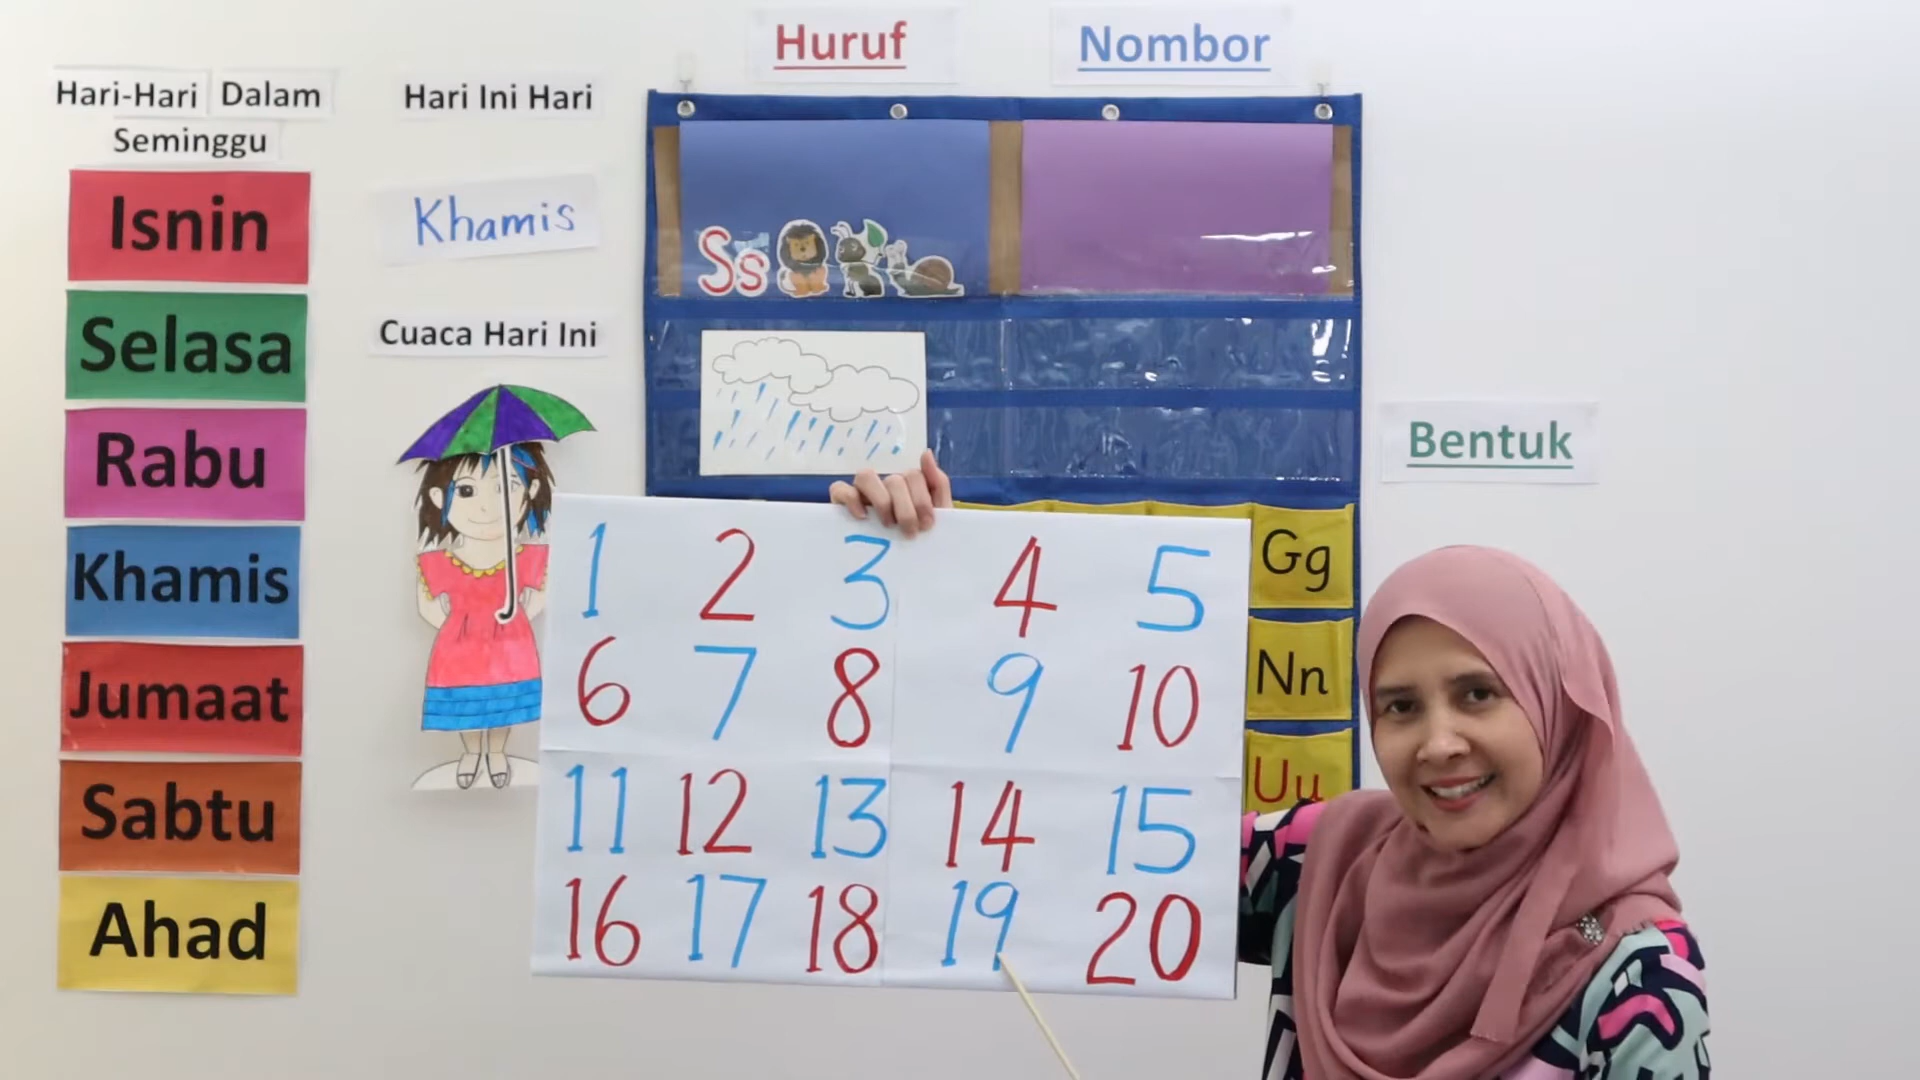 Huruf
Nombor
Hari-Hari Dalam
Seminggu
Isnin
Selasa
Rabu
Khamis
Jumaat
Sabtu
Ahad
Hari Ini Hari
Khamis
Cuaca Hari Ini
Ss
Bentuk
Gg
Nn
Uu
1 2 3 4 5
6 7 8 9 10
11 12 13 14 15
16 17 18 19 20